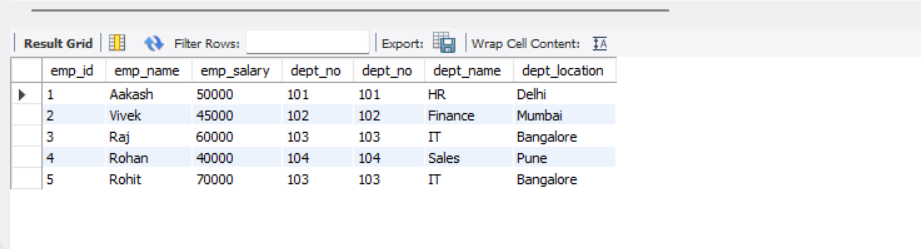 Result Grid Filter Rows: Export: Wrap Cell Content: IA
emp_id emp_name emp_salary dept_no dept_no dept_name dept_location
1 Aakash 50000 101 101 HR Delhi
2 Vivek 45000 102 102 Finance Mumbai
3 Raj 60000 103 103 IT Bangalore
4 Rohan 40000 104 104 Sales Pune
5 Rohit 70000 103 103 IT Bangalore